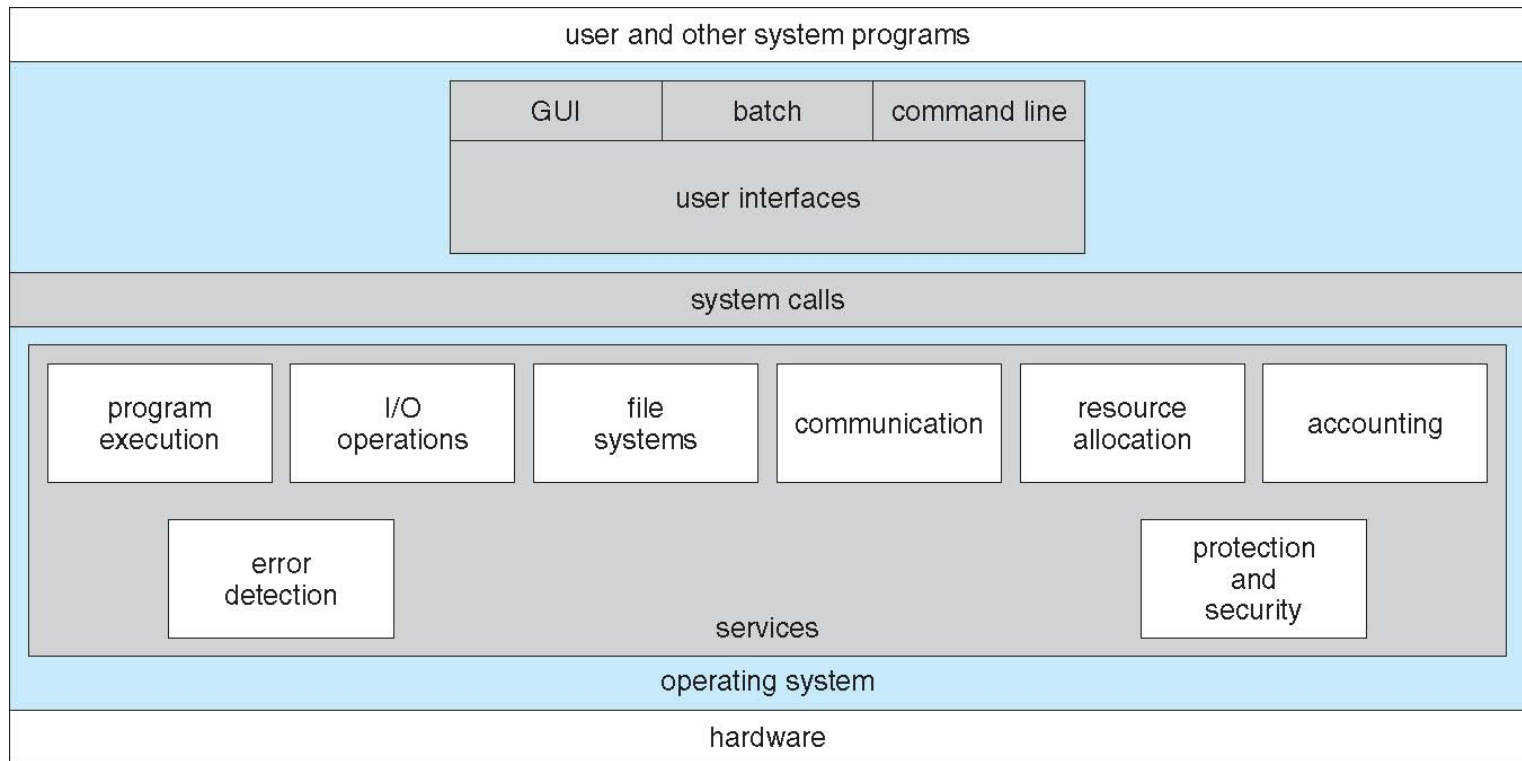 user and other system programs
GUI
batch
command line
user interfaces
system calls
program
execution
I/O
operations
file
systems
communication
resource
allocation
accounting
error
detection
protection
and
security
services
operating system
hardware